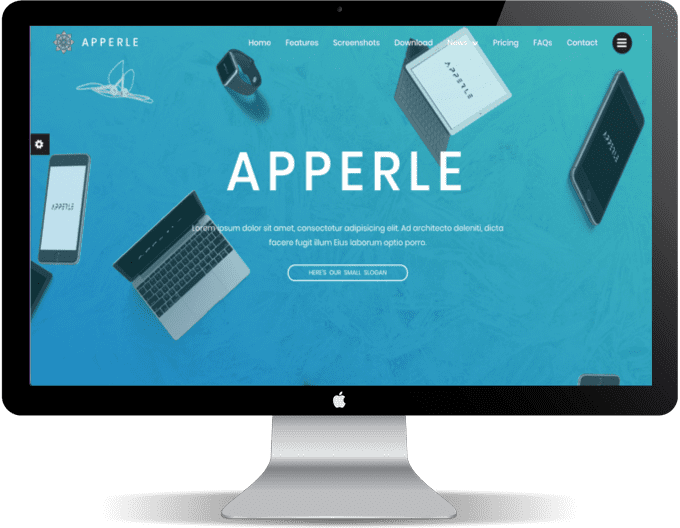 APPERLE
Home Features Screenshots Download News Pricing FAQs Contact
APPERLE
APPERLE
APPERLE
APPERLE
Lorem ipsum dolor sit amet, consectetur adipisicing elit. Ad architecto deleniti, dicta
facere fugit illum Eius laborum optio porro.
HERE'S OUR SMALL SLOGAN